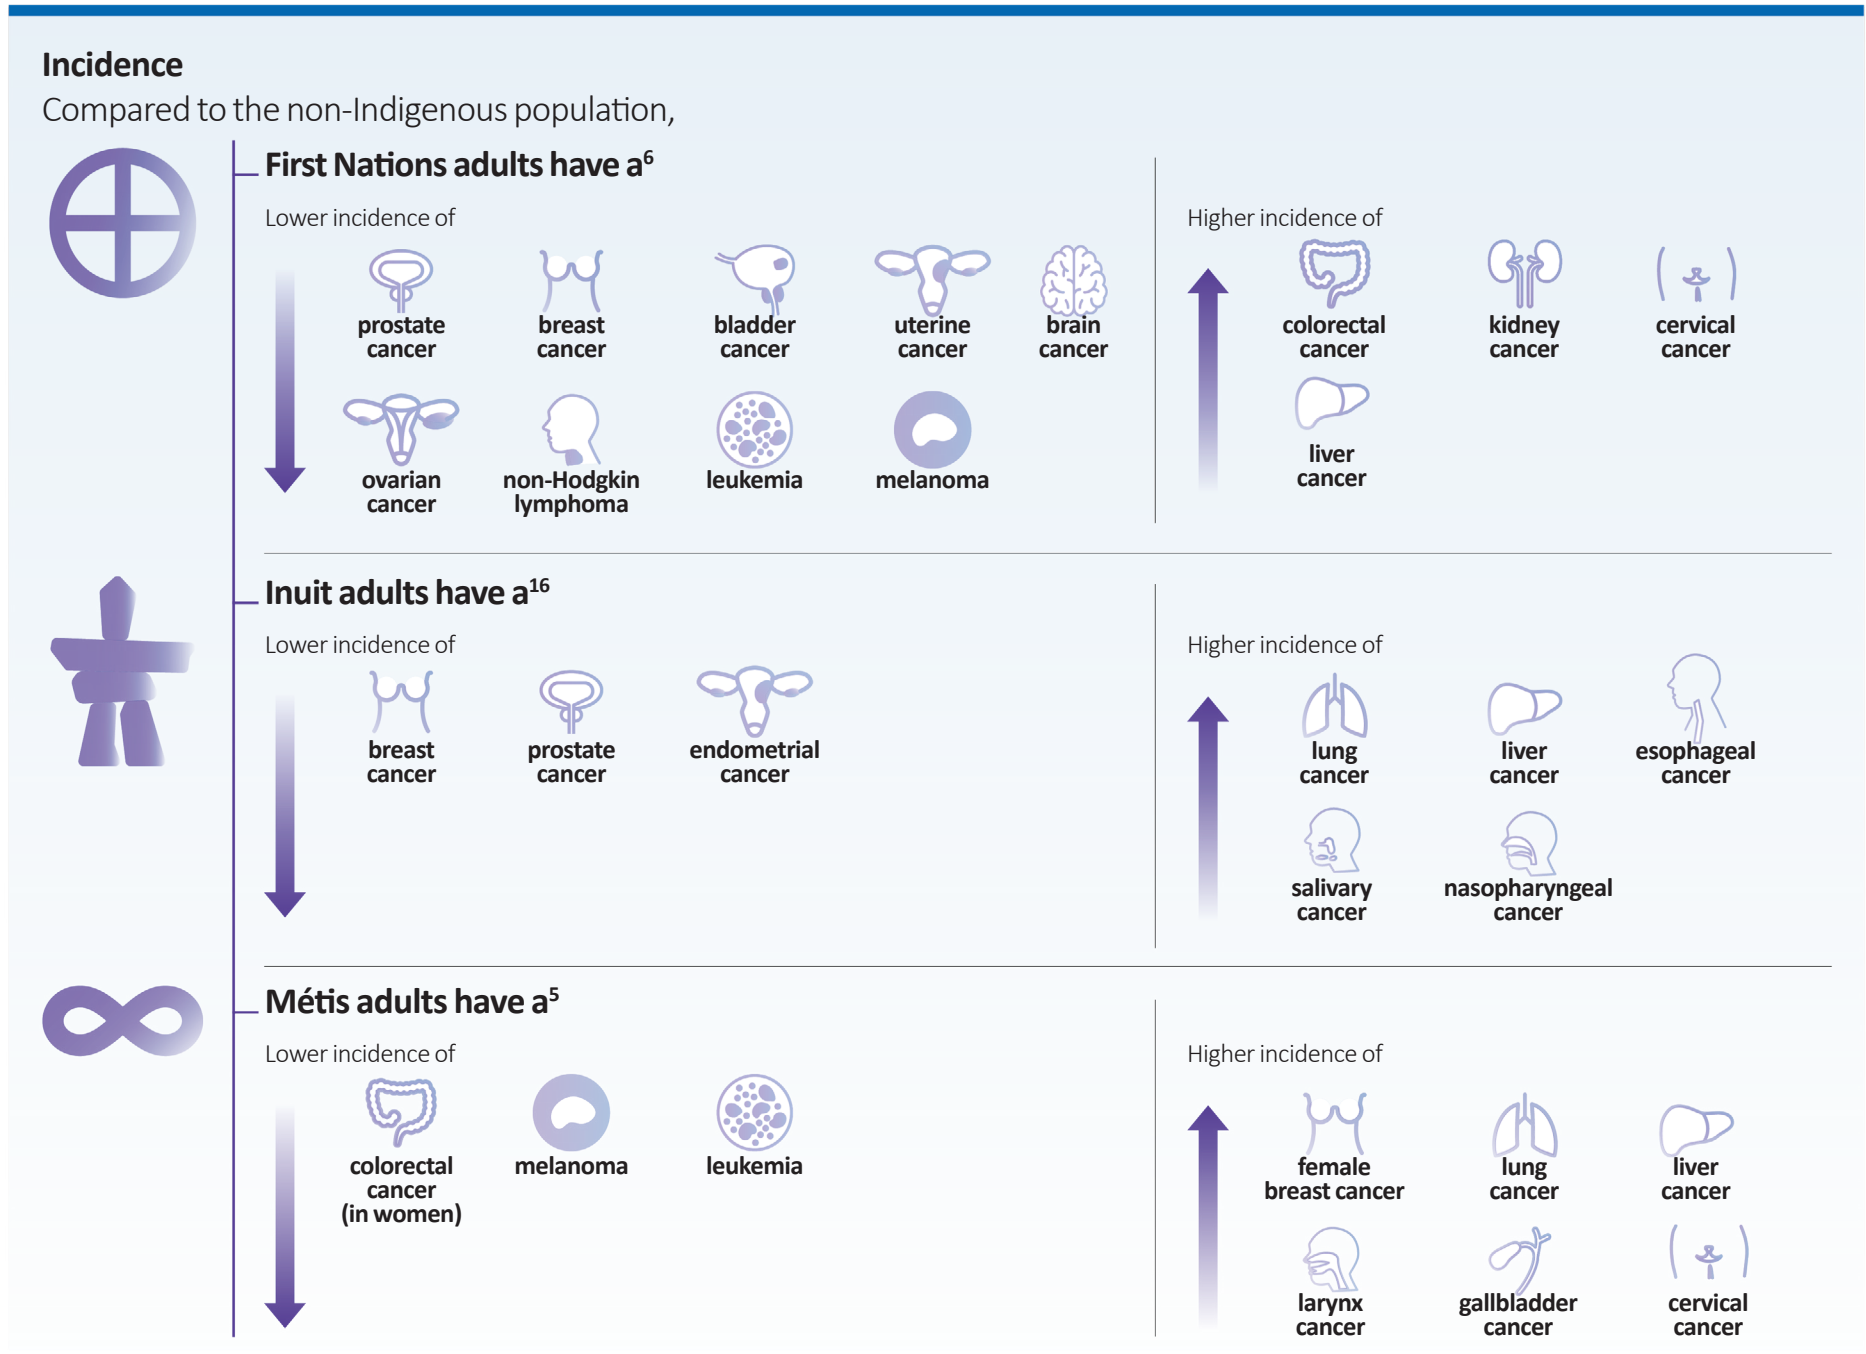 Incidence
Compared to the non-Indigenous population,
First Nations adults have a6
Lower incidence of
prostate
cancer
breast
cancer
bladder
cancer
uterine
cancer
brain
cancer
ovarian
cancer
non-Hodgkin
lymphoma
leukemia
melanoma
Higher incidence of
colorectal
cancer
kidney
cancer
cervical
cancer
liver
cancer
Inuit adults have a16
Lower incidence of
breast
cancer
prostate
cancer
endometrial
cancer
Higher incidence of
lung
cancer
liver
cancer
esophageal
cancer
salivary
cancer
nasopharyngeal
cancer
Métis adults have a5
Lower incidence of
colorectal
cancer
(in women)
melanoma
leukemia
Higher incidence of
female
breast cancer
lung
cancer
liver
cancer
larynx
cancer
gallbladder
cancer
cervical
cancer